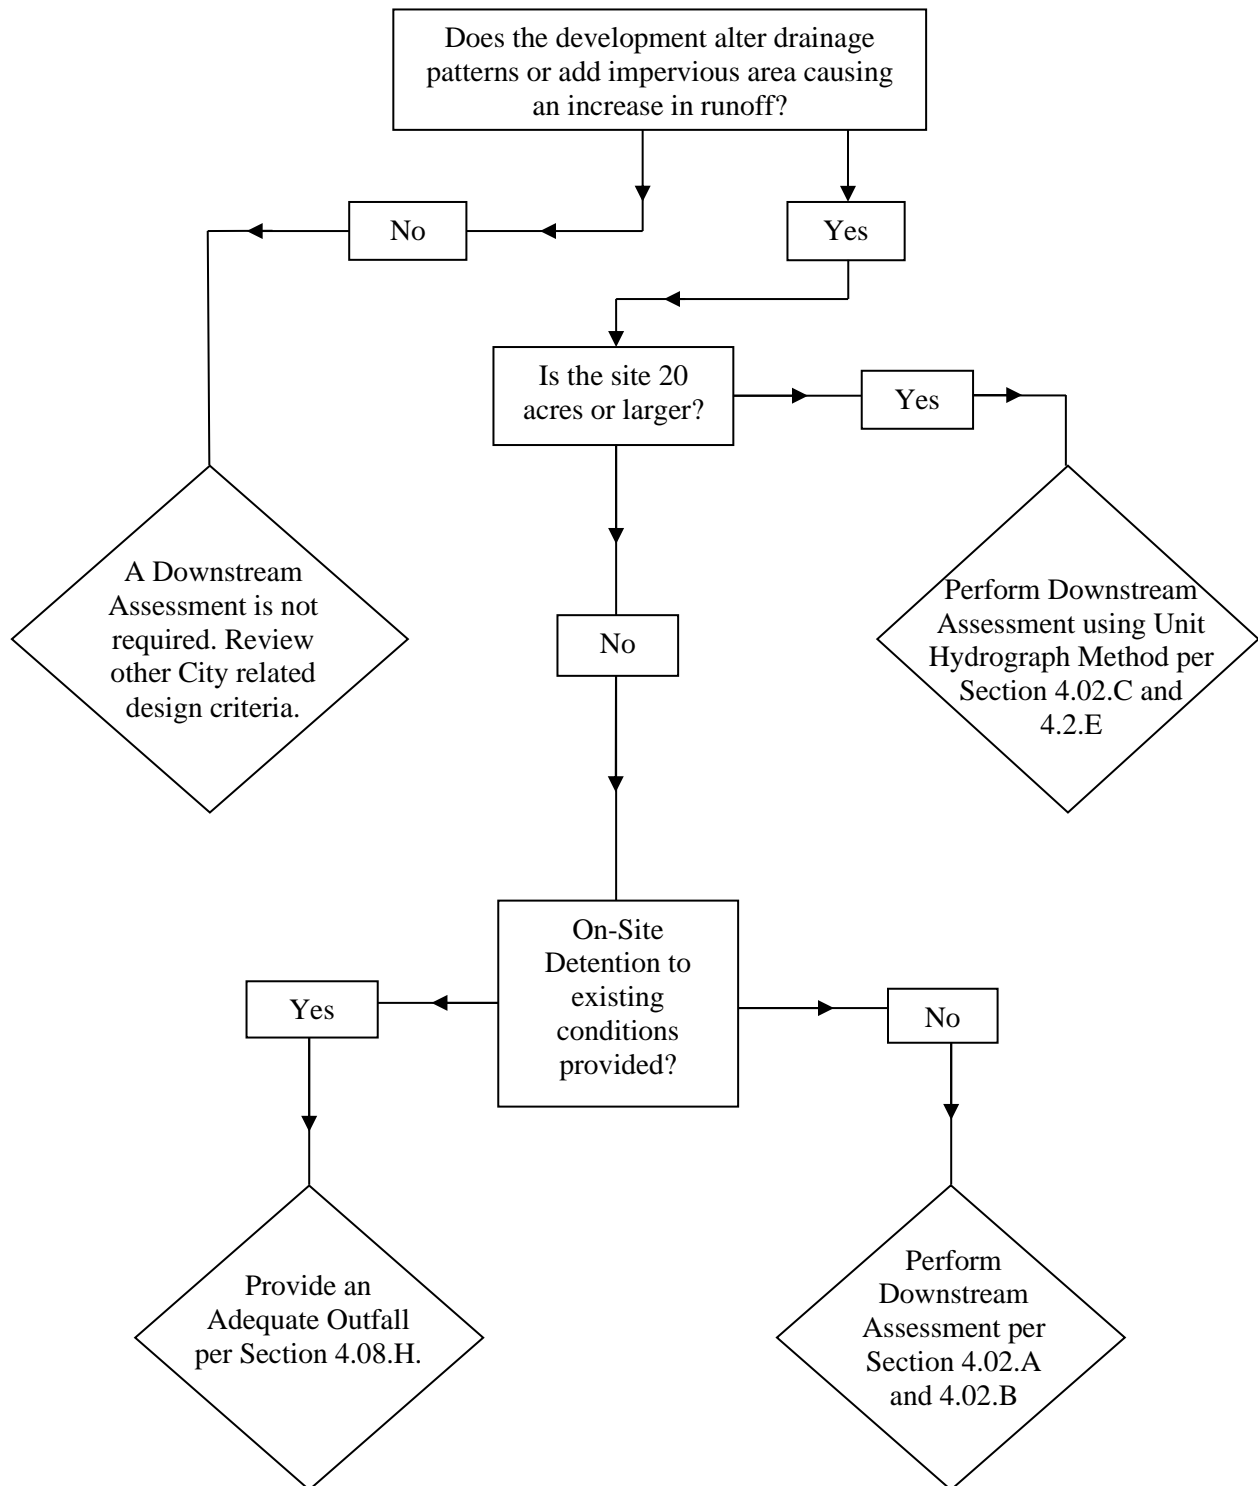 Does the development alter drainage
patterns or add impervious area causing
an increase in runoff?
No
Yes
Is the site 20
acres or larger?
Yes
A Downstream
Assessment is not
required. Review
other City related
design criteria.
No
Perform Downstream
Assessment using Unit
Hydrograph Method per
Section 4.02.C and
4.2.E
On-Site
Detention to
existing
conditions
provided?
Yes
No
Provide an
Adequate Outfall
per Section 4.08.H.
Perform
Downstream
Assessment per
Section 4.02.A
and 4.02.B